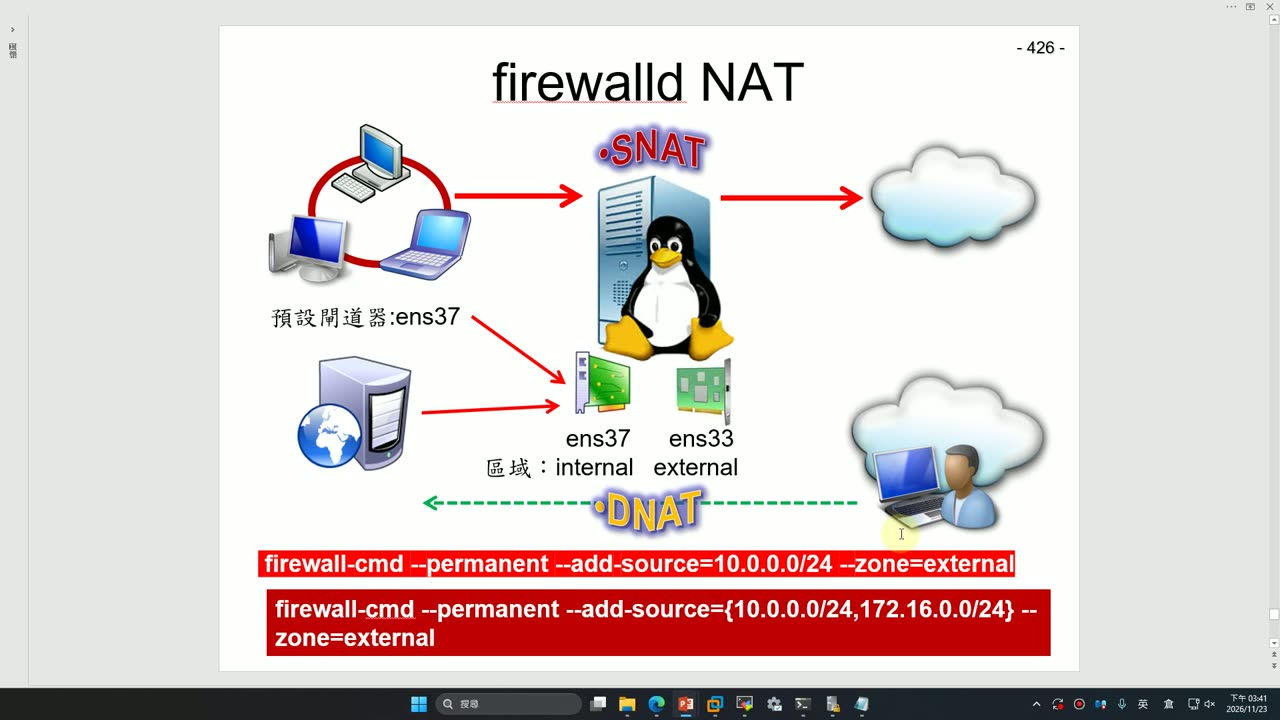 - 426 -
firewalld NAT
•SNAT
預設閘道器:ens37
ens37 ens33
區域：internal external
•DNAT
firewall-cmd --permanent --add-source=10.0.0.0/24 --zone=external
firewall-cmd --permanent --add-source={10.0.0.0/24,172.16.0.0/24} --
zone=external
搜尋
英
下午 03:41
2026/11/23